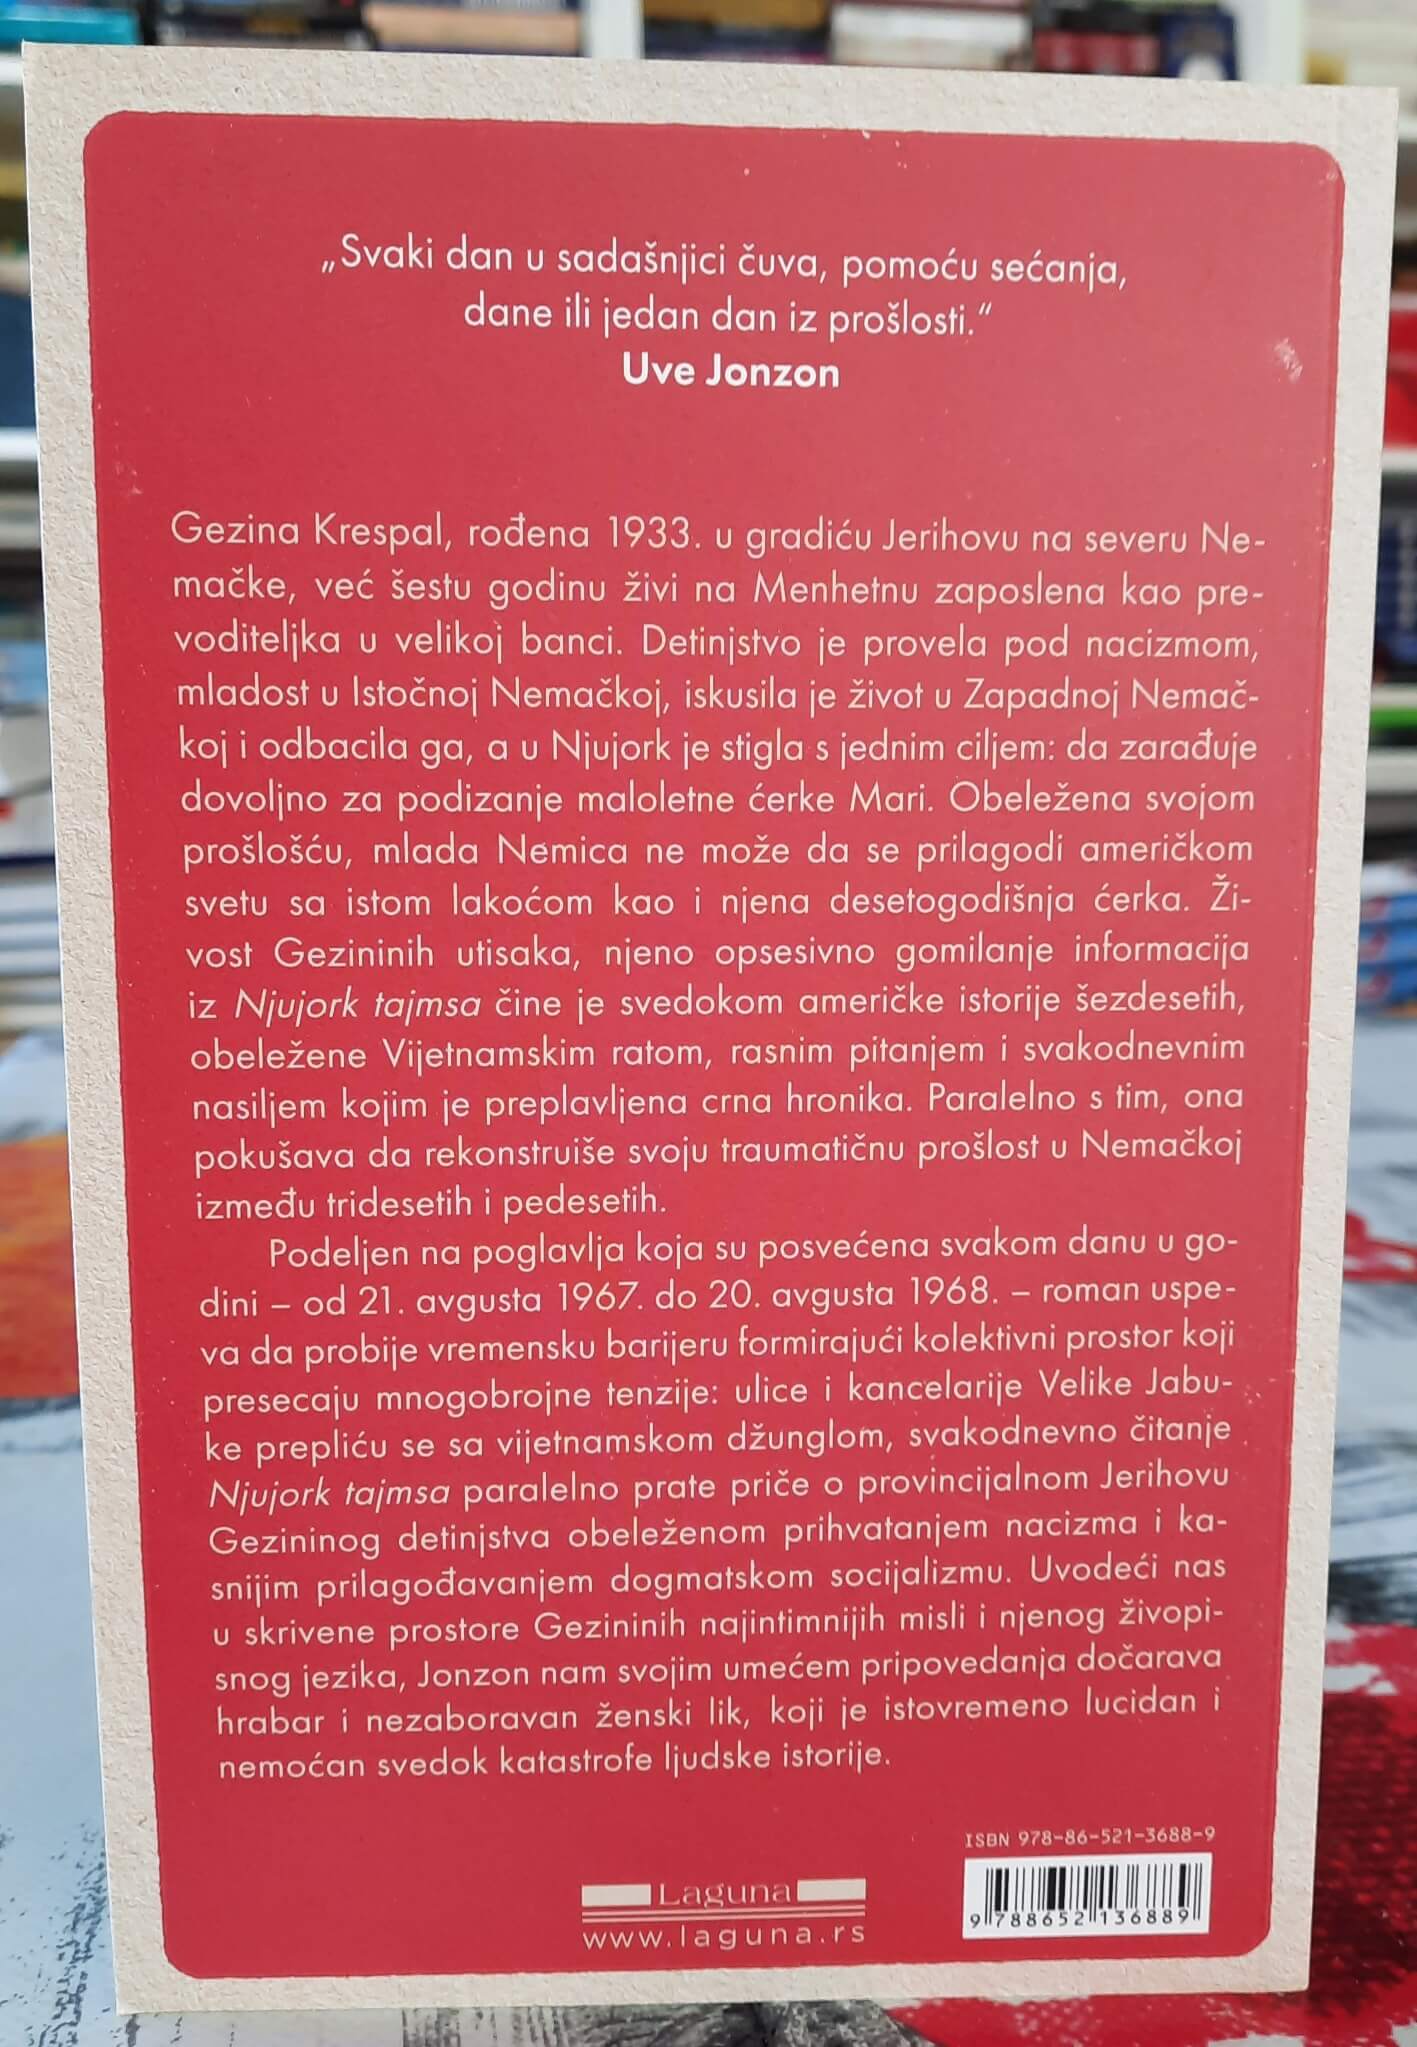 „Svaki dan u sadašnjici čuva, pomoću sećanja,
dane ili jedan dan iz prošlosti.“
Uve Jonzon
Gezina Krespal, rođena 1933. u gradiću Jerihovu na severu Ne-
mačke, već šestu godinu živi na Menhetnu zaposlena kao pre-
voditeljka u velikoj banci. Detinjstvo je provela pod nacizmom,
mladost u Istočnoj Nemačkoj, iskusila je život u Zapadnoj Nemač-
koj i odbacila ga, a u Njujork je stigla s jednim ciljem: da zarađuje
dovoljno za podizanje maloletne ćerke Mari. Obeležena svojom
prošlošću, mlada Nemica ne može da se prilagodi američkom
svetu sa istom lakoćom kao i njena desetogodišnja ćerka. Ži-
vost Gezininih utisaka, njeno opsesivno gomilanje informacija
iz Njujork tajmsa čine je svedokom američke istorije šezdesetih,
obeležene Vijetnamskim ratom, rasnim pitanjem i svakodnevnim
nasiljem kojim je preplavljena crna hronika. Paralelno s tim, ona
pokušava da rekonstruiše svoju traumatičnu prošlost u Nemačkoj
između tridesetih i pedesetih.
Podeljen na poglavlja koja su posvećena svakom danu u go-
dini – od 21. avgusta 1967. do 20. avgusta 1968. – roman uspe-
va da probije vremensku barijeru formirajući kolektivni prostor koji
presecaju mnogobrojne tenzije: ulice i kancelarije Velike Jabu-
ke prepliću se sa vijetnamskom džunglom, svakodnevno čitanje
Njujork tajmsa paralelno prate priče o provincijalnom Jerihovu
Gezininog detinjstva obeleženom prihvatanjem nacizma i ka-
snijim prilagođavanjem dogmatskom socijalizmu. Uvodeći nas
u skrivene prostore Gezininih najintimnijih misli i njenog živopi-
snog jezika, Jonzon nam svojim umećem pripovedanja dočarava
hrabar i nezaboravan ženski lik, koji je istovremeno lucidan i
nemoćan svedok katastrofe ljudske istorije.
ISBN 978-86-521-3688-9
9 788652 136889
Laguna
www.laguna.rs